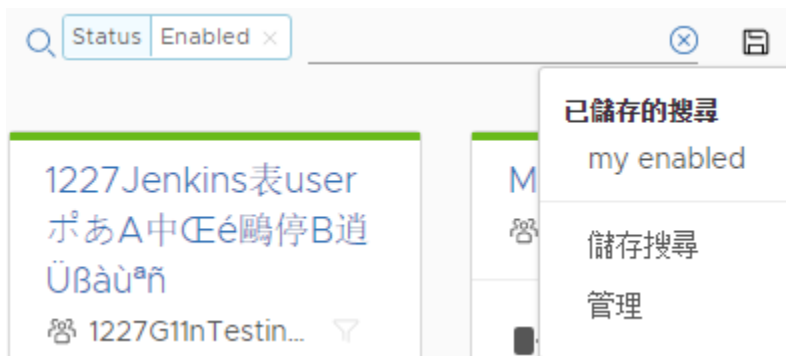 Status Enabled ×
已儲存的搜尋
my enabled
儲存搜尋
管理
1227Jenkins表user
ポあA中Œé鷗停B逍
Üßàùªñ
1227G11nTestin...
M